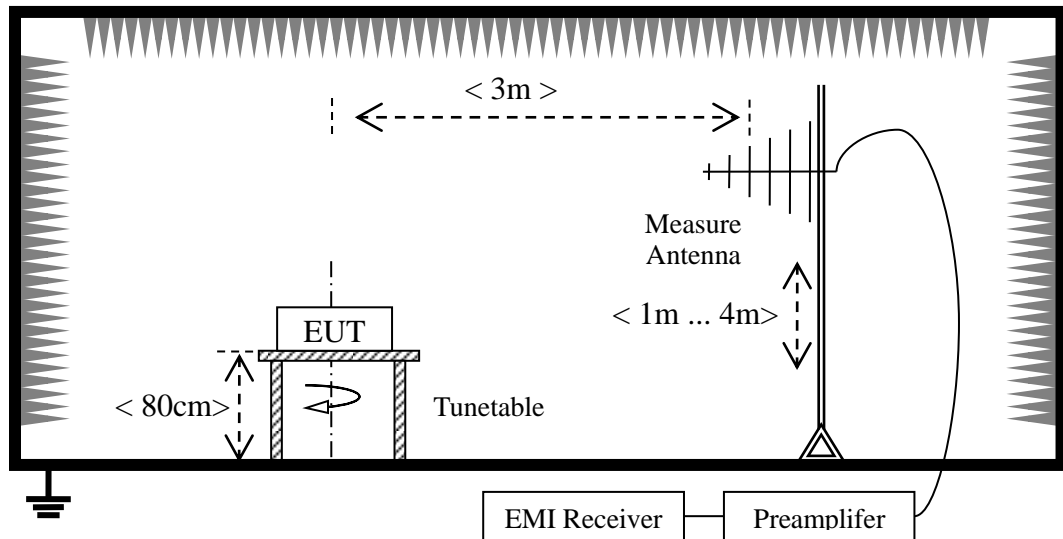 < 3m >
Measure
Antenna
< 1m ... 4m>
EUT
< 80cm>
Tunetable
EMI Receiver
Preamplifer